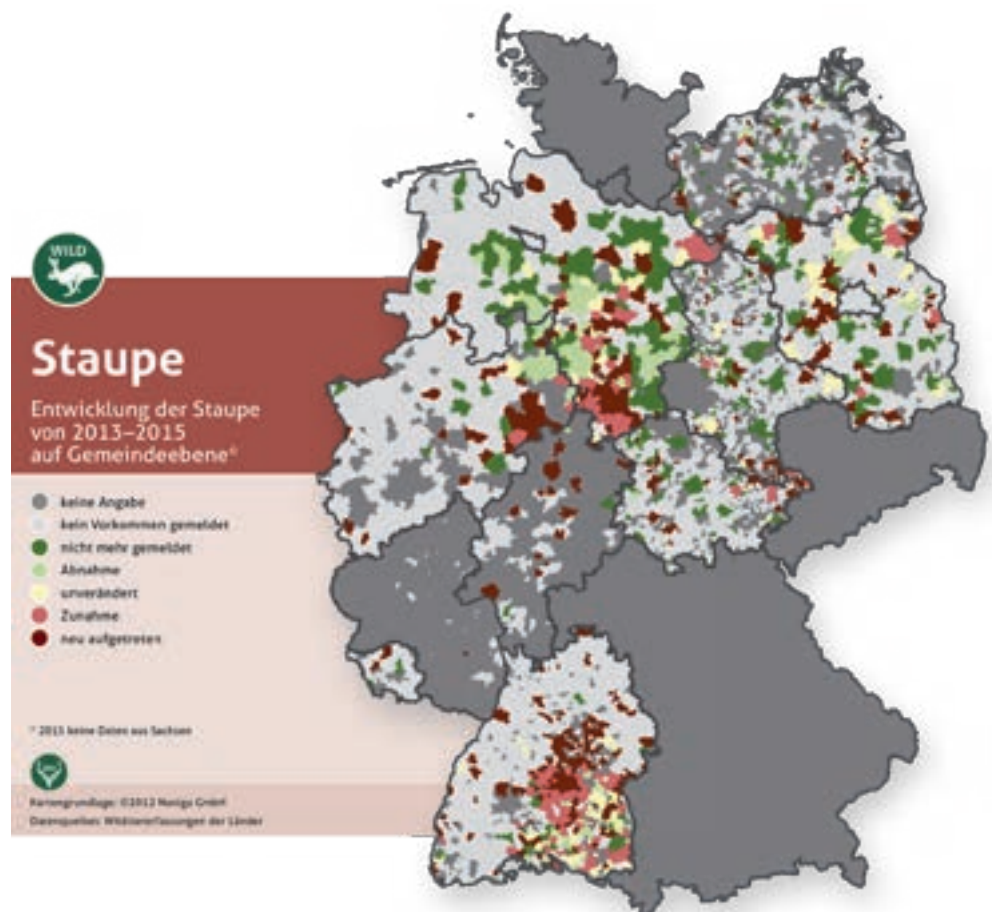 WILD
Staupe
Entwicklung der Staupe
von 2013–2015
auf Gemeindeebene*
keine Angabe
kein Vorkommen gemeldet
nicht mehr gemeldet
Abnahme
unverändert
Zunahme
neu aufgetreten
* 2015 keine Daten aus Sachsen
Kartengrundlage: ©2012 Nexiga GmbH
Datenquellen: Wildtiererfassungen der Länder